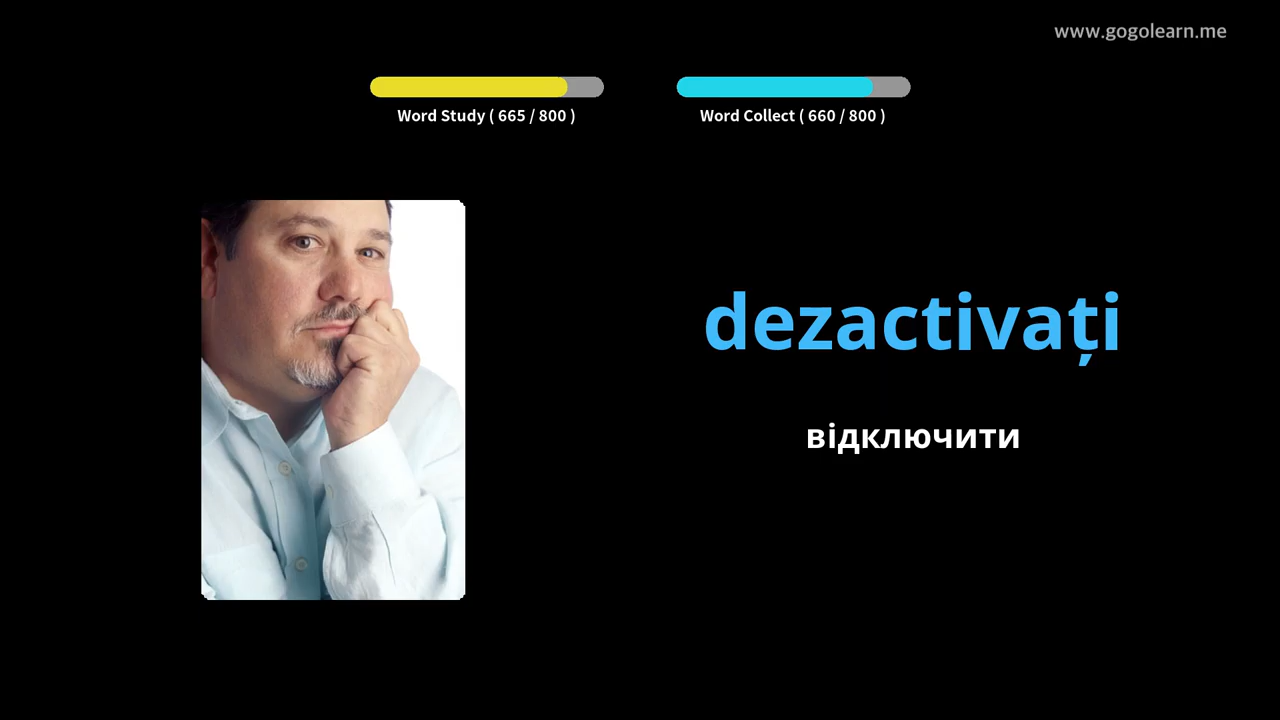 www.gogolearn.me
Word Study ( 665 / 800 )
Word Collect ( 660 / 800 )
dezactivați
відключити